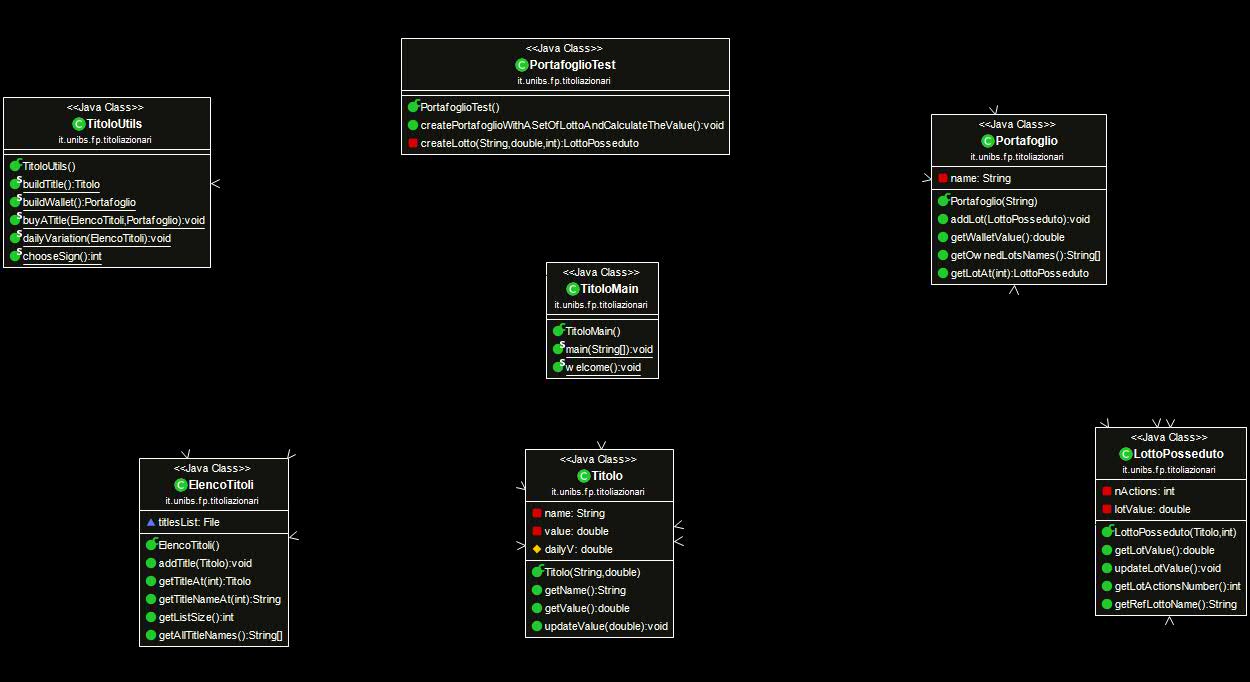 <<Java Class>>
PortafoglioTest
it.unibs.fp.titoliazionari
PortafoglioTest()
createPortafoglioWithASetOfLottoAndCalculateTheValue():void
createLotto(String,double,int):LottoPosseduto
<<Java Class>>
TitoloUtils
it.unibs.fp.titoliazionari
TitoloUtils()
buildTitle():Titolo
buildWallet():Portafoglio
buyATitle(ElencoTitoli,Portafoglio):void
dailyVariation(ElencoTitoli):void
chooseSign():int
<<Java Class>>
Portafoglio
it.unibs.fp.titoliazionari
name: String
Portafoglio(String)
addLot(LottoPosseduto):void
getWalletValue():double
getOwnedLotsNames():String[]
getLotAt(int):LottoPosseduto
<<Java Class>>
TitoloMain
it.unibs.fp.titoliazionari
TitoloMain()
main(String[]):void
welcome():void
<<Java Class>>
ElencoTitoli
it.unibs.fp.titoliazionari
titlesList: File
ElencoTitoli()
addTitle(Titolo):void
getTitleAt(int):Titolo
getTitleNameAt(int):String
getListSize():int
getAllTitleNames():String[]
<<Java Class>>
Titolo
it.unibs.fp.titoliazionari
name: String
value: double
dailyV: double
Titolo(String,double)
getName():String
getValue():double
updateValue(double):void
<<Java Class>>
LottoPosseduto
it.unibs.fp.titoliazionari
nActions: int
lotValue: double
LottoPosseduto(Titolo,int)
getLotValue():double
updateLotValue():void
getLotActionsNumber():int
getRefLottoName():String